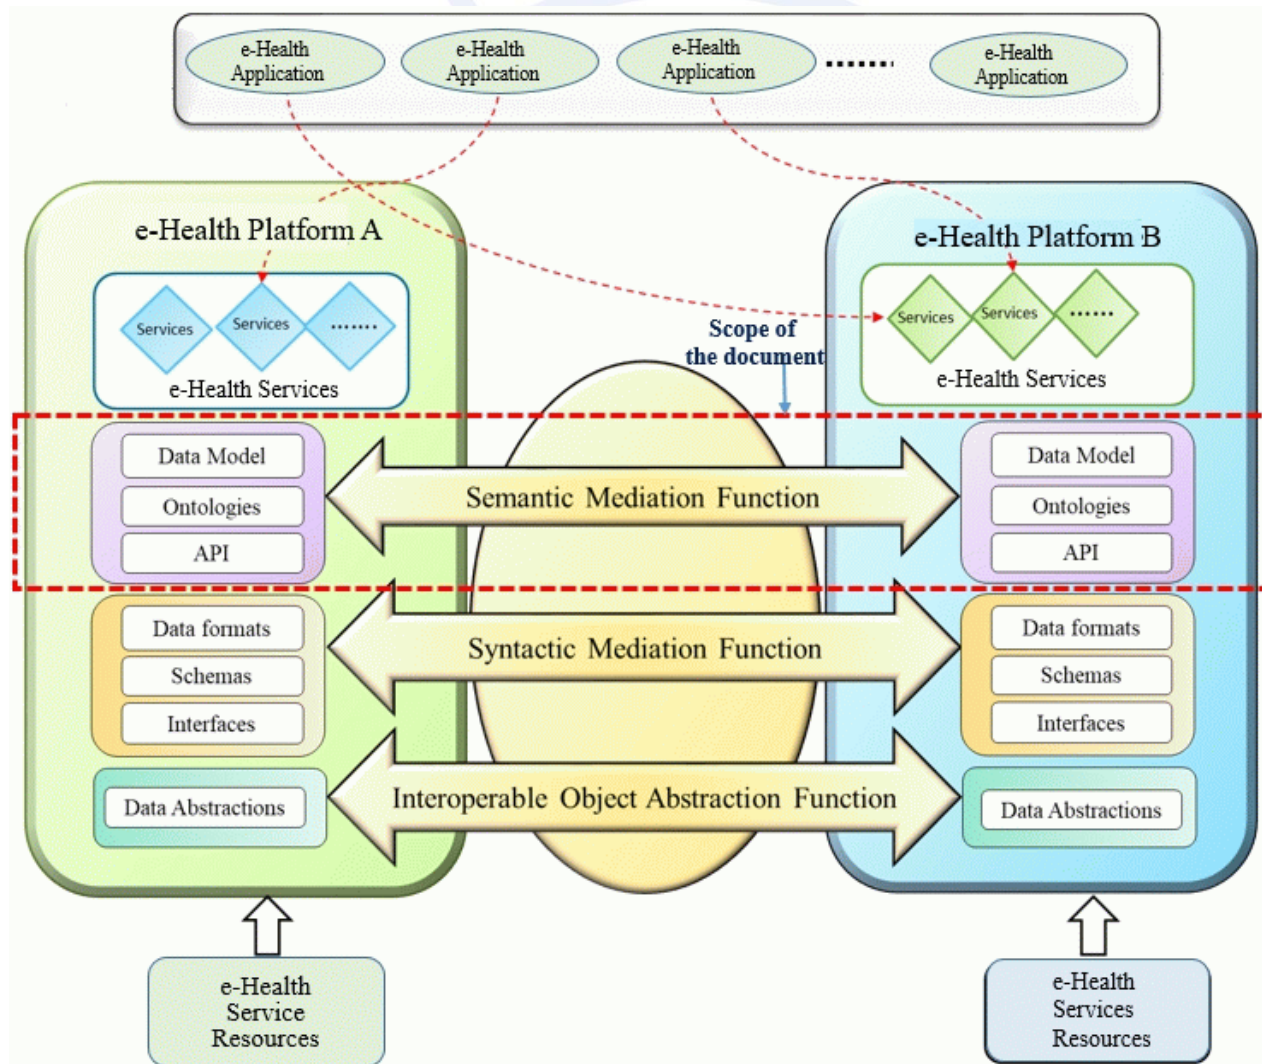 e-Health
Application
e-Health
Application
e-Health
Application
........
e-Health
Application
e-Health Platform A
Services
Services
.......
e-Health Services
e-Health Platform B
Services
Services
......
e-Health Services
Scope of
the document
Data Model
Ontologies
API
Semantic Mediation Function
Data Model
Ontologies
API
Data formats
Schemas
Interfaces
Syntactic Mediation Function
Data formats
Schemas
Interfaces
Data Abstractions
Interoperable Object Abstraction Function
Data Abstractions
e-Health
Service
Resources
e-Health
Services
Resources